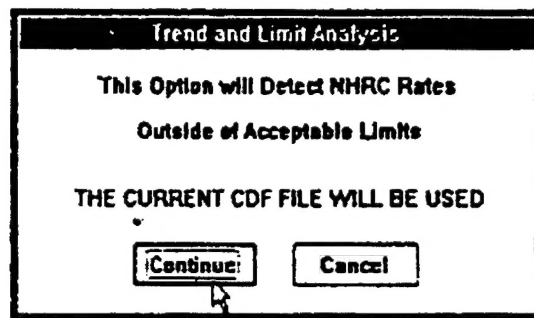 Trend and Limit Analysis
This Option will Detect NHRC Rates
Outside of Acceptable Limits
THE CURRENT CDF FILE WILL BE USED
Continue Cancel